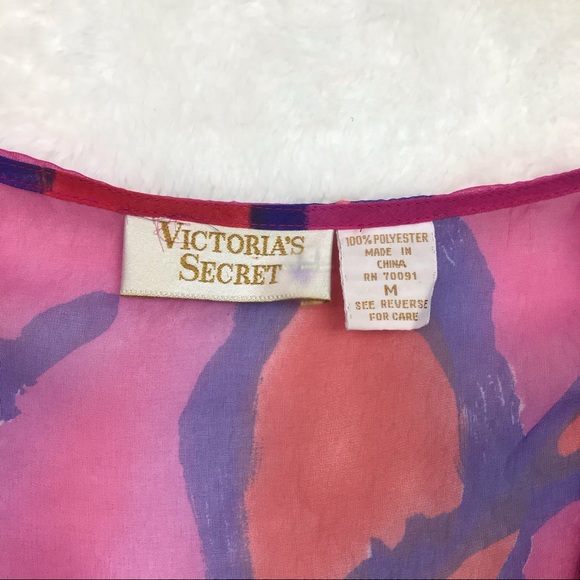 VICTORIA'S
SECRET
100% POLYESTER
MADE IN
CHINA
RN 70091
M
SEE REVERSE
FOR CARE